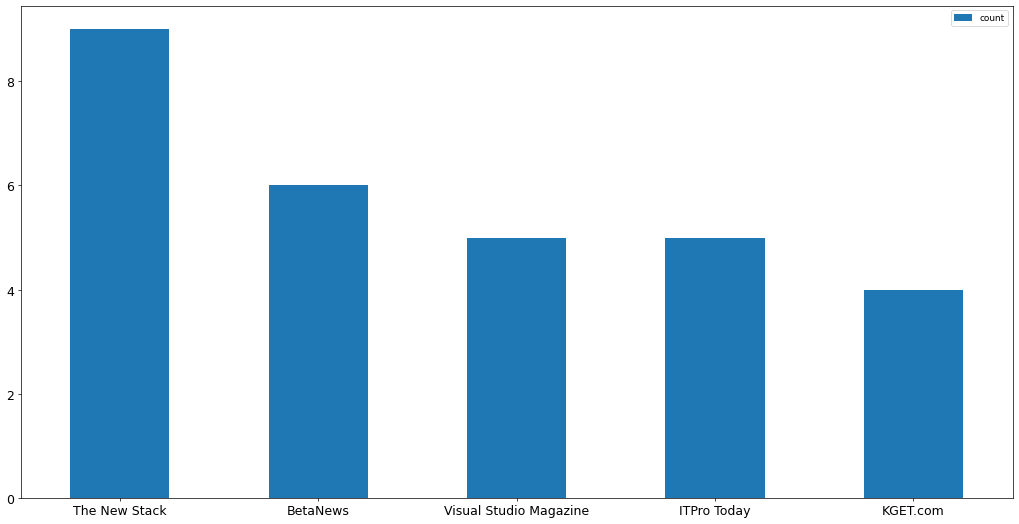 count
8
6
4
2
0
The New Stack
BetaNews
Visual Studio Magazine
ITPro Today
KGET.com